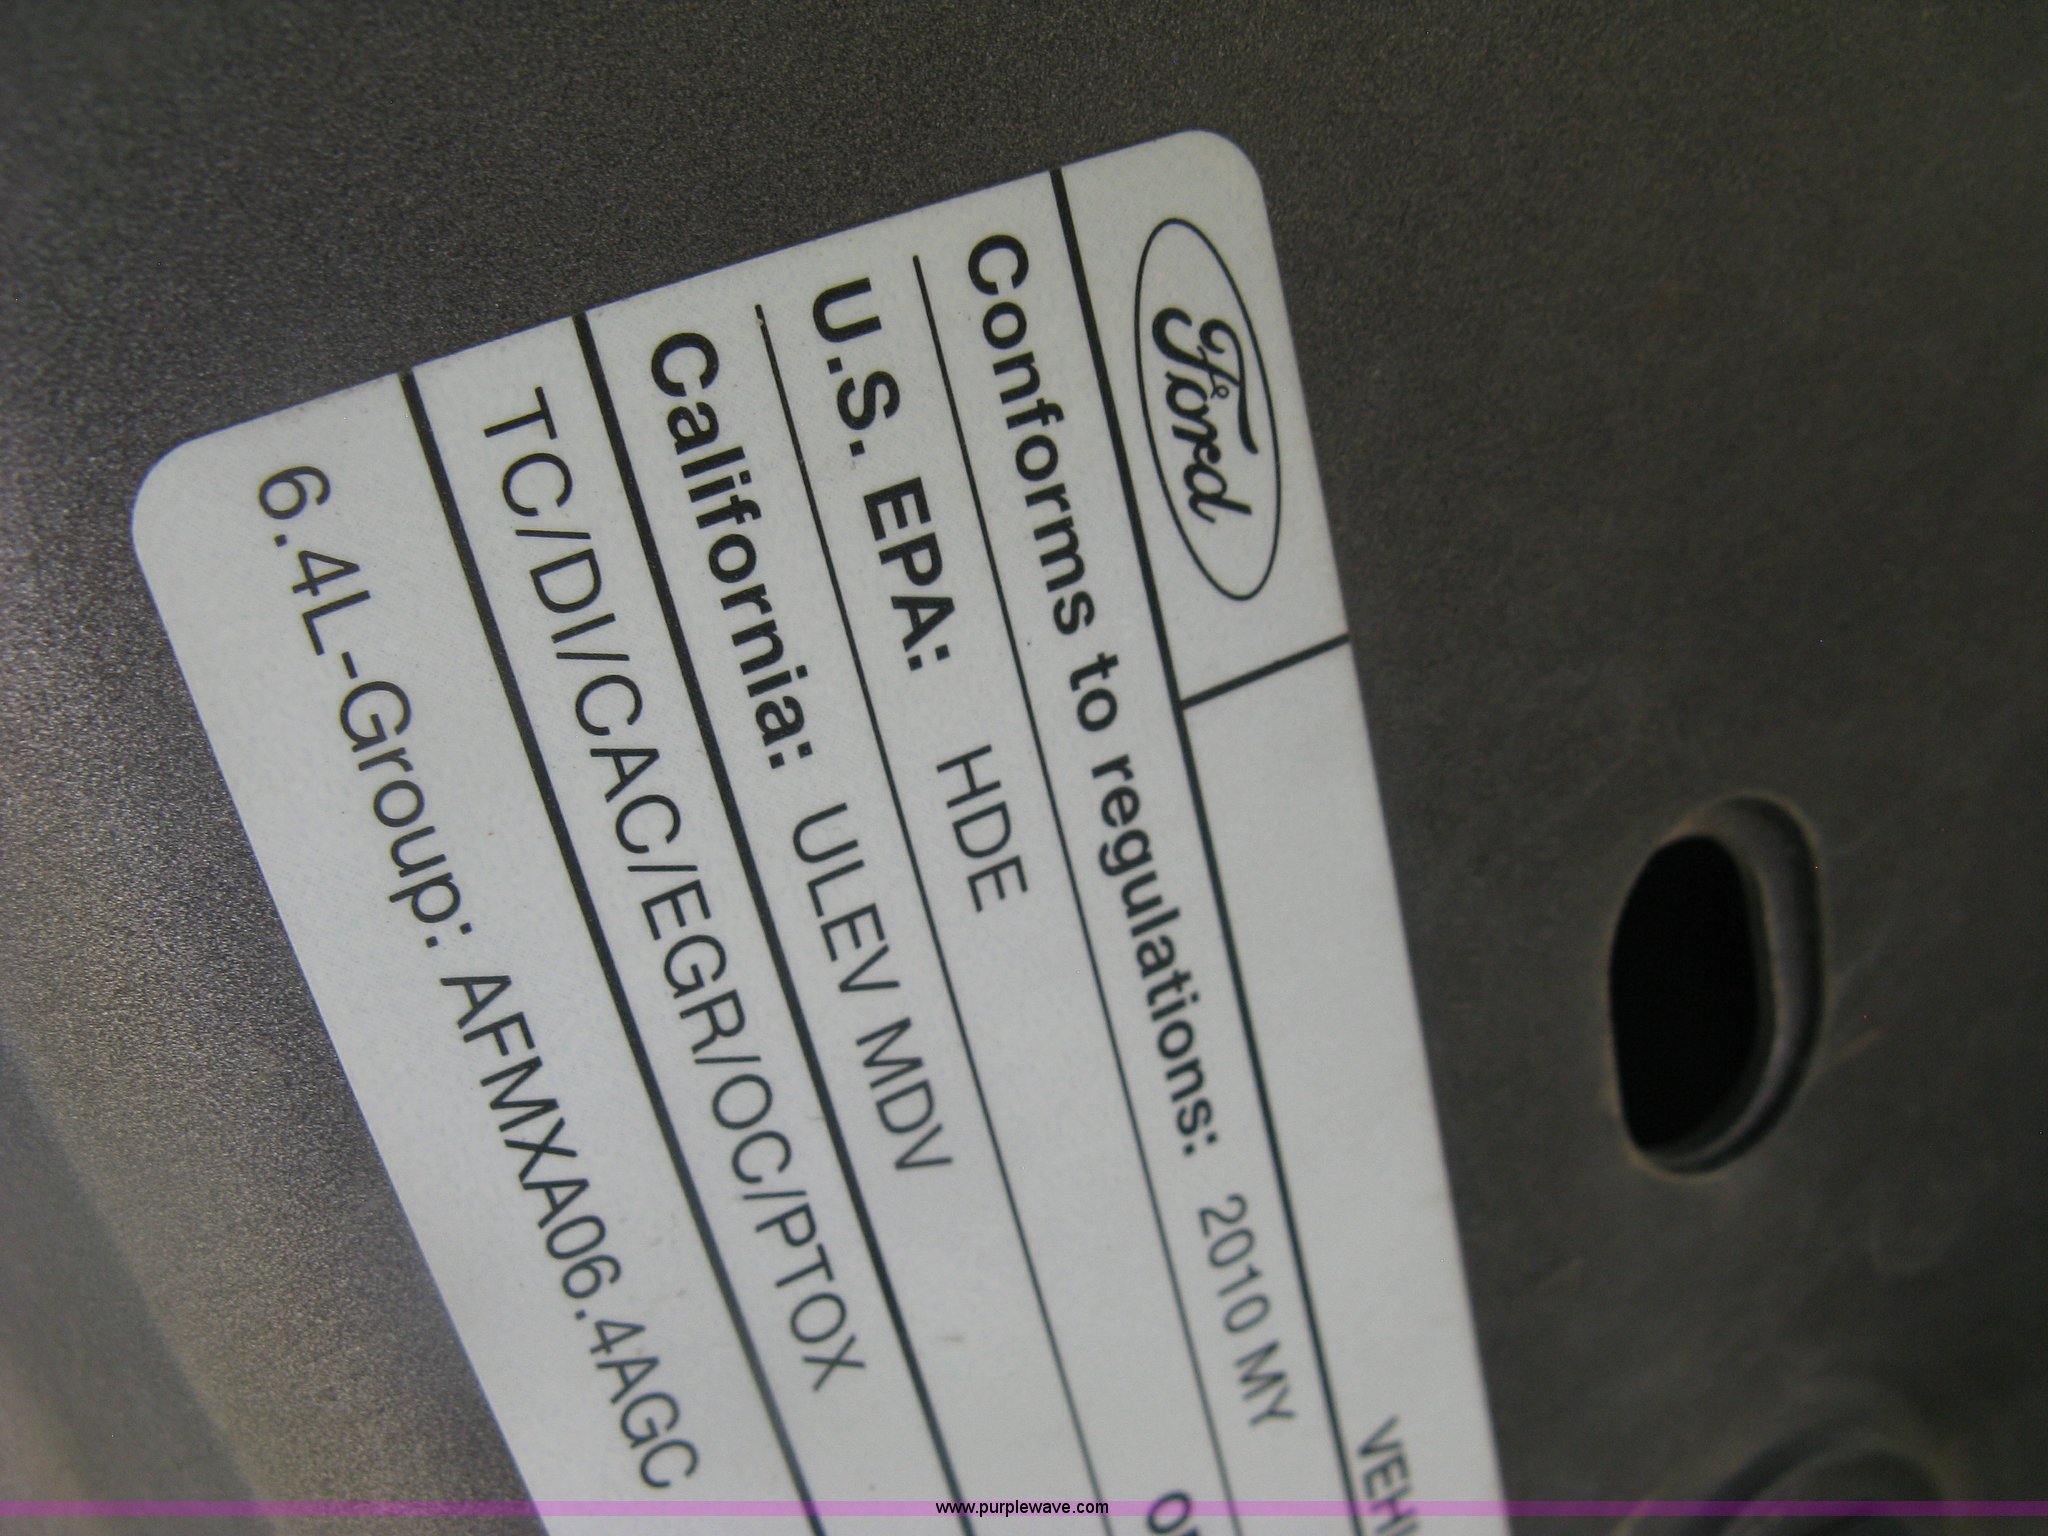 Ford
VEHI
Conforms to regulations: 2010 MY
U.S. EPA: HDE
California: ULEV MDV
TC/DI/CAC/EGR/OC/PTOX
6.4L-Group: AFMXA06.4AGC
www.purplewave.com